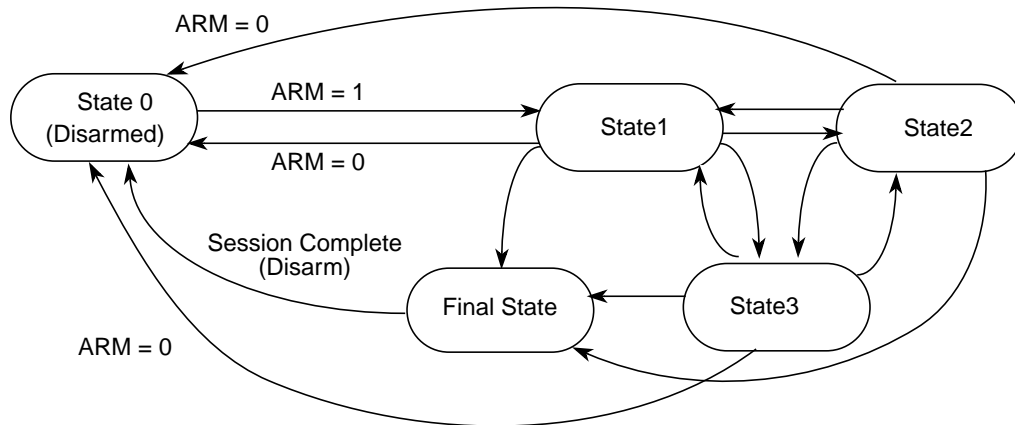 ARM = 0
State 0
(Disarmed)
ARM = 1
ARM = 0
State1
State2
Session Complete
(Disarm)
Final State
State3
ARM = 0